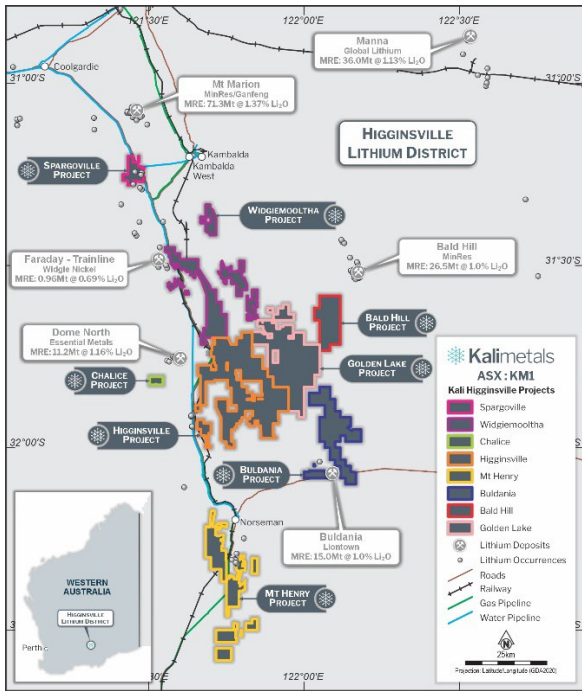 121°30'E
122°00'E
122°30'E
Manna
Global Lithium
MRE: 36.0Mt @ 1.13% Li₂O
31°00'S
31°00'S
Coolgardie
Mt Marion
MinRes/Ganfeng
MRE: 71.3Mt @ 1.37% Li₂O
HIGGINSVILLE
LITHIUM DISTRICT
Kambalda
Kambalda
West
SPARGOVILLE
PROJECT
WIDGIEMOOLTHA
PROJECT
Faraday - Trainline
Widgie Nickel
MRE: 0.96Mt @ 0.69% Li₂O
Bald Hill
MinRes
MRE: 26.5Mt @ 1.0% Li₂O
31°30'S
BALD HILL
PROJECT
Dome North
Essential Metals
MRE: 11.2Mt @ 1.16% Li₂O
GOLDEN LAKE
PROJECT
CHALICE
PROJECT
HIGGINSVILLE
PROJECT
32°00'S
BULDANIA
PROJECT
Norseman
Buldania
Liontown
MRE: 15.0Mt @ 1.0% Li₂O
MT HENRY
PROJECT
Kalimetals
ASX : KM1
Kali Higginsville Projects
Spargoville
Widgiemooltha
Chalice
Higginsville
Mt Henry
Buldania
Bald Hill
Golden Lake
Lithium Deposits
Lithium Occurrences
Roads
Railway
Gas Pipeline
Water Pipeline
N
25km
Projection: Latitude/Longitude (GDA2020)
WESTERN
AUSTRALIA
HIGGINSVILLE
LITHIUM DISTRICT
Perth
122°00'E